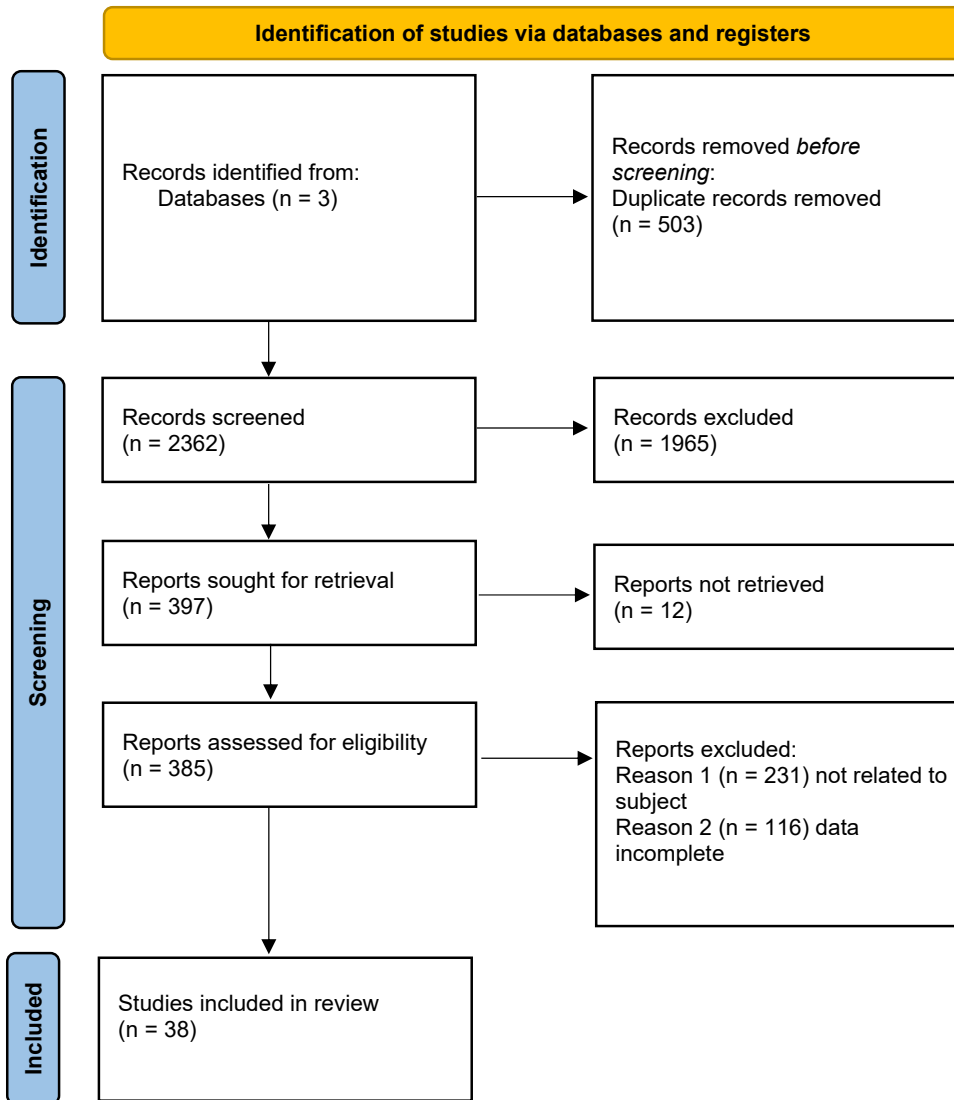 Identification of studies via databases and registers
Identification
Records identified from:
Databases (n = 3)
Records removed before
screening:
Duplicate records removed
(n = 503)
Screening
Records screened
(n = 2362)
Records excluded
(n = 1965)
Reports sought for retrieval
(n = 397)
Reports not retrieved
(n = 12)
Reports assessed for eligibility
(n = 385)
Reports excluded:
Reason 1 (n = 231) not related to
subject
Reason 2 (n = 116) data
incomplete
Included
Studies included in review
(n = 38)